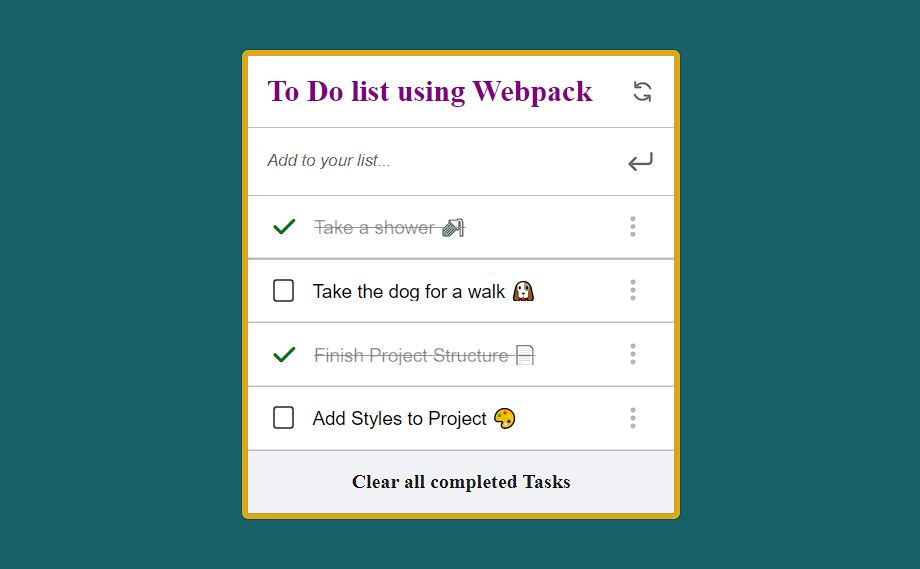 To Do list using Webpack
Add to your list...
Take a shower 🚿
Take the dog for a walk 🐶
Finish Project Structure 📄
Add Styles to Project 🎨
Clear all completed Tasks